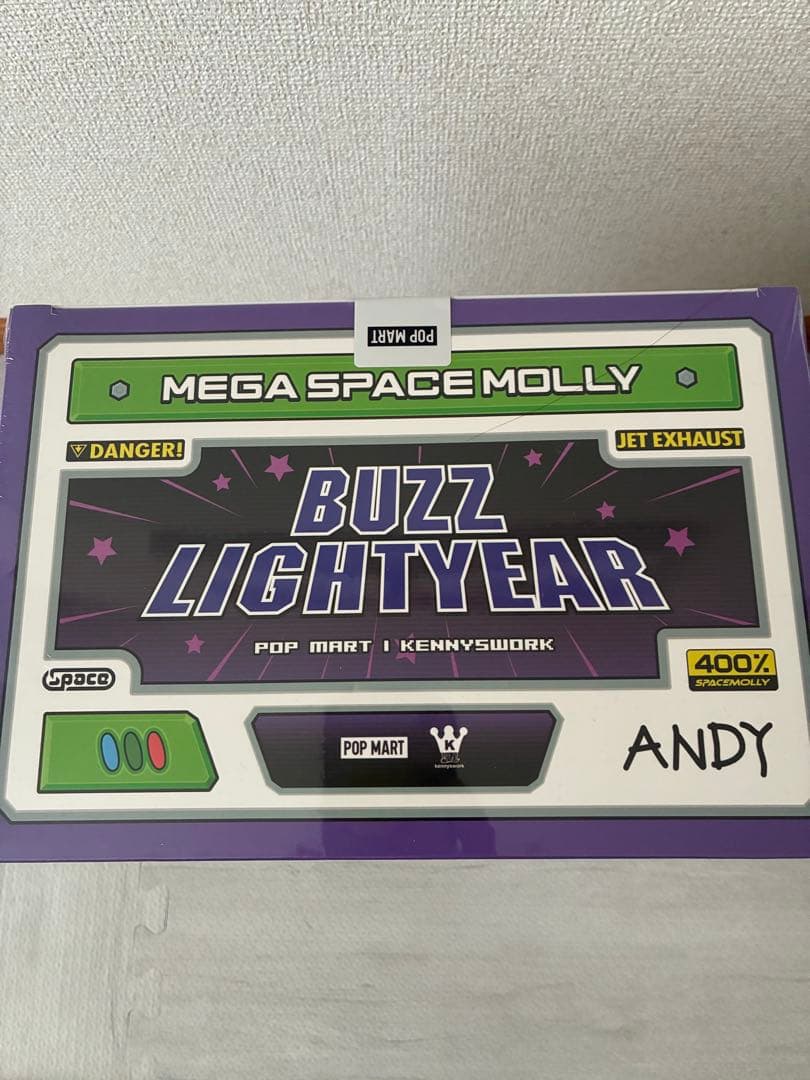 POP MART
MEGA SPACE MOLLY
DANGER!
JET EXHAUST
BUZZ
LIGHTYEAR
POP MART | KENNYSWORK
Space
400%
SPACEMOLLY
POP MART
K
kennyswork
ANDY